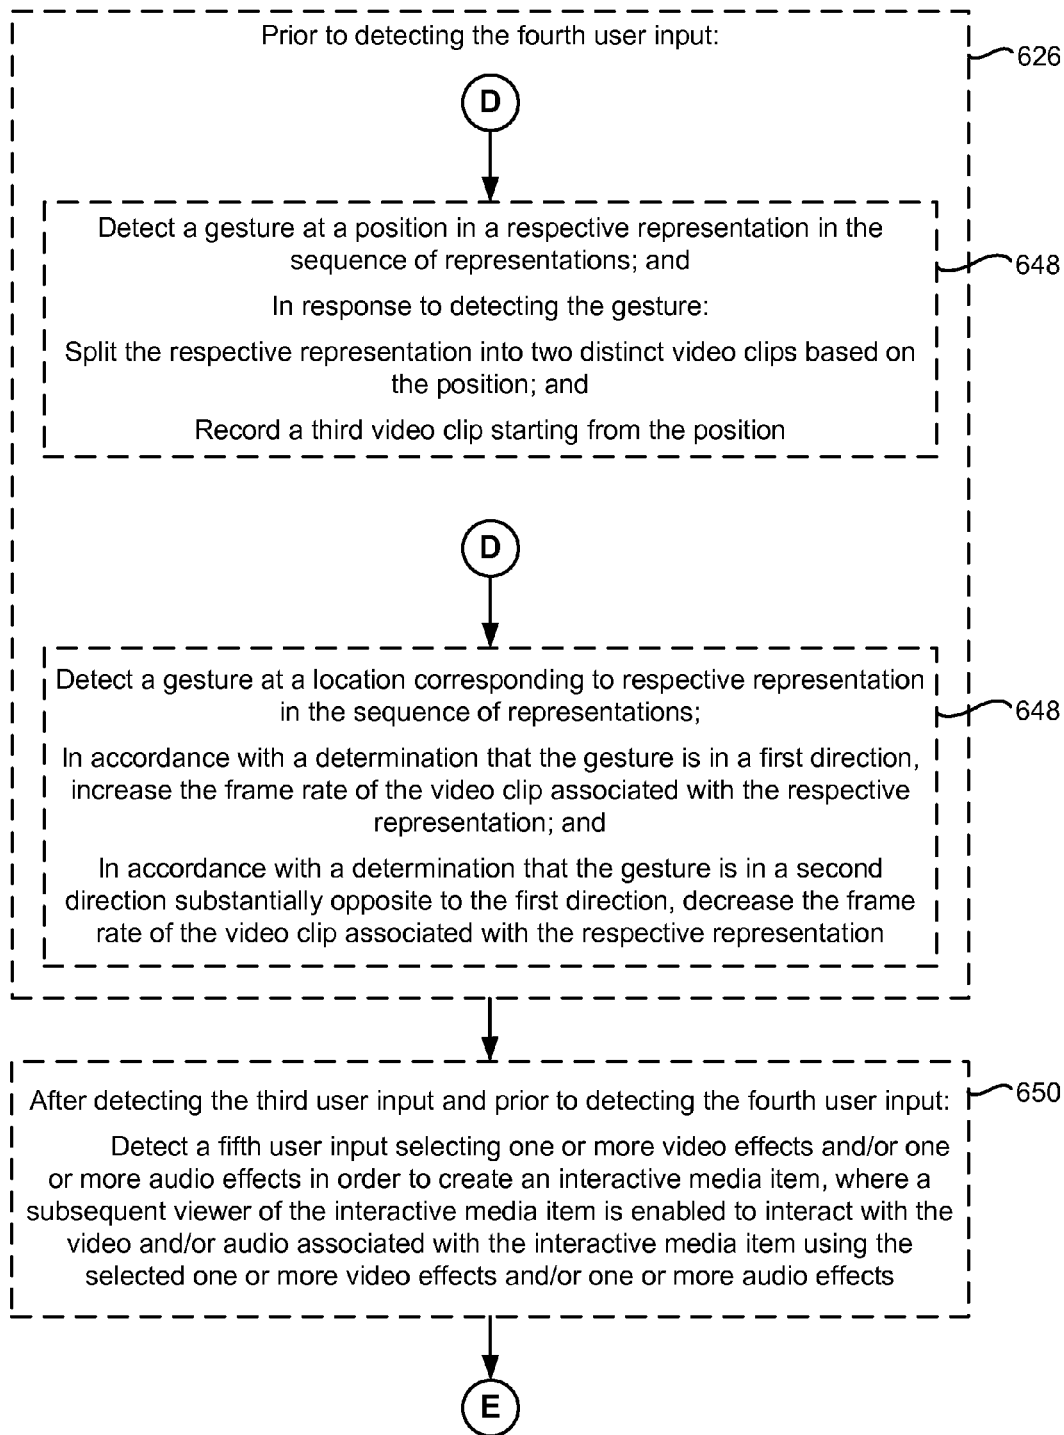 Prior to detecting the fourth user input:
626
D
Detect a gesture at a position in a respective representation in the
sequence of representations; and
648
In response to detecting the gesture:
Split the respective representation into two distinct video clips based on
the position; and
Record a third video clip starting from the position
D
Detect a gesture at a location corresponding to respective representation
in the sequence of representations;
648
In accordance with a determination that the gesture is in a first direction,
increase the frame rate of the video clip associated with the respective
representation; and
In accordance with a determination that the gesture is in a second
direction substantially opposite to the first direction, decrease the frame
rate of the video clip associated with the respective representation
650
After detecting the third user input and prior to detecting the fourth user input:
Detect a fifth user input selecting one or more video effects and/or one
or more audio effects in order to create an interactive media item, where a
subsequent viewer of the interactive media item is enabled to interact with the
video and/or audio associated with the interactive media item using the
selected one or more video effects and/or one or more audio effects
E